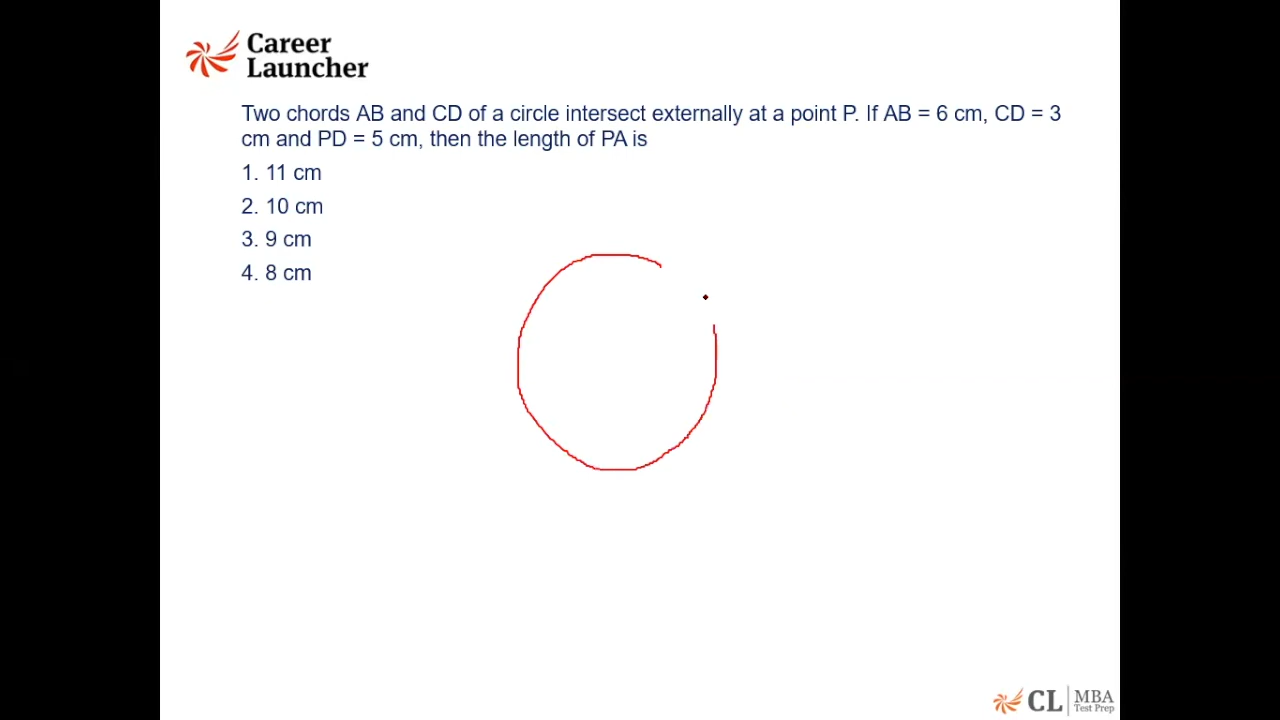 Career
Launcher
Two chords AB and CD of a circle intersect externally at a point P. If AB = 6 cm, CD = 3
cm and PD = 5 cm, then the length of PA is
1. 11 cm
2. 10 cm
3. 9 cm
4. 8 cm
CL MBA
Test Prep